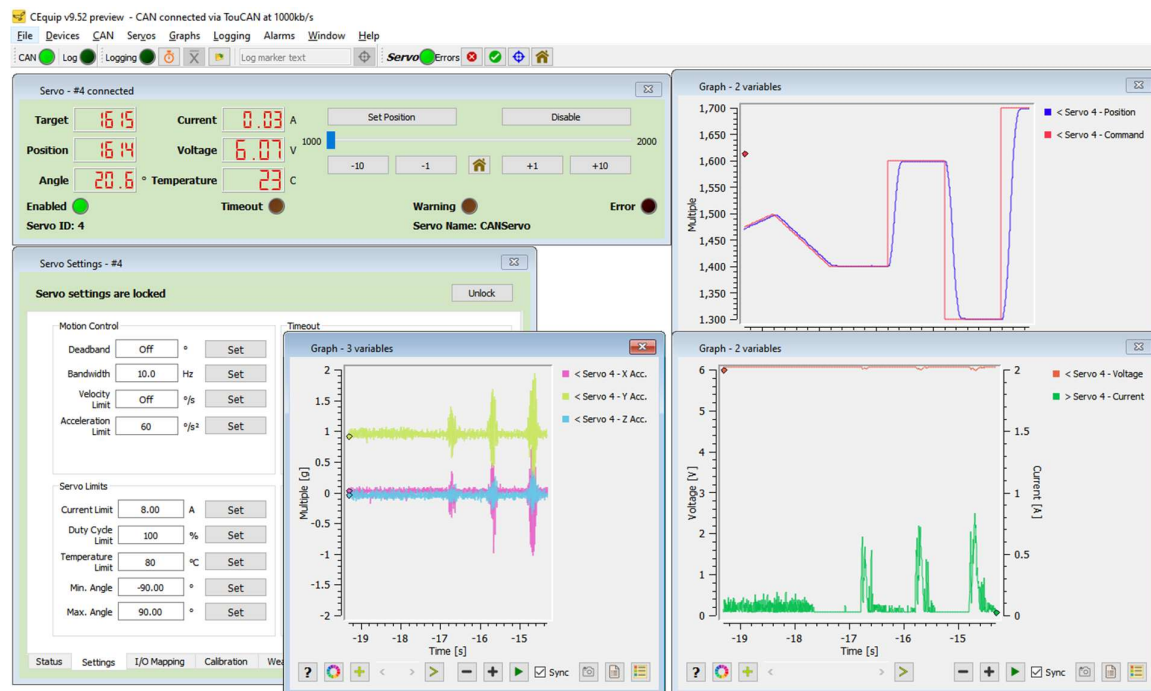 CEquip v9.52 preview - CAN connected via TouCAN at 1000kb/s
File Devices CAN Servos Graphs Logging Alarms Window Help
CAN Log Logging Log marker text Servo Errors
Servo - #4 connected
Target 1615 Current 0.03 A Set Position Disable
1000 2000
Position 1614 Voltage 6.07 V
-10 -1 +1 +10
Angle 20.6 ° Temperature 23 C
Enabled Timeout Warning Error
Servo ID: 4 Servo Name: CANServo
Graph - 2 variables
1,700
1,650
1,600
1,550
1,500
1,450
1,400
1,350
1.300
Multiple
< Servo 4 - Position
< Servo 4 - Command
Servo Settings - #4
Servo settings are locked Unlock
Motion Control
Deadband Off ° Set
Bandwidth 10.0 Hz Set
Velocity Limit Off °/s Set
Acceleration Limit 60 °/s² Set
Servo Limits
Current Limit 8.00 A Set
Duty Cycle Limit 100 % Set
Temperature Limit 80 °C Set
Min. Angle -90.00 ° Set
Max. Angle 90.00 ° Set
Status Settings I/O Mapping Calibration Wea
Timeout
Graph - 3 variables
2
1.5
1
0.5
0
-0.5
-1
-1.5
-2
Multiple [g]
< Servo 4 - X Acc.
< Servo 4 - Y Acc.
< Servo 4 - Z Acc.
-19 -18 -17 -16 -15
Time [s]
? + < > > - + Sync
Graph - 2 variables
6
5
4
3
2
1
0
Voltage [V]
2
1.5
1
0.5
0
Current [A]
< Servo 4 - Voltage
> Servo 4 - Current
-19 -18 -17 -16 -15
Time [s]
? + < > > - + Sync